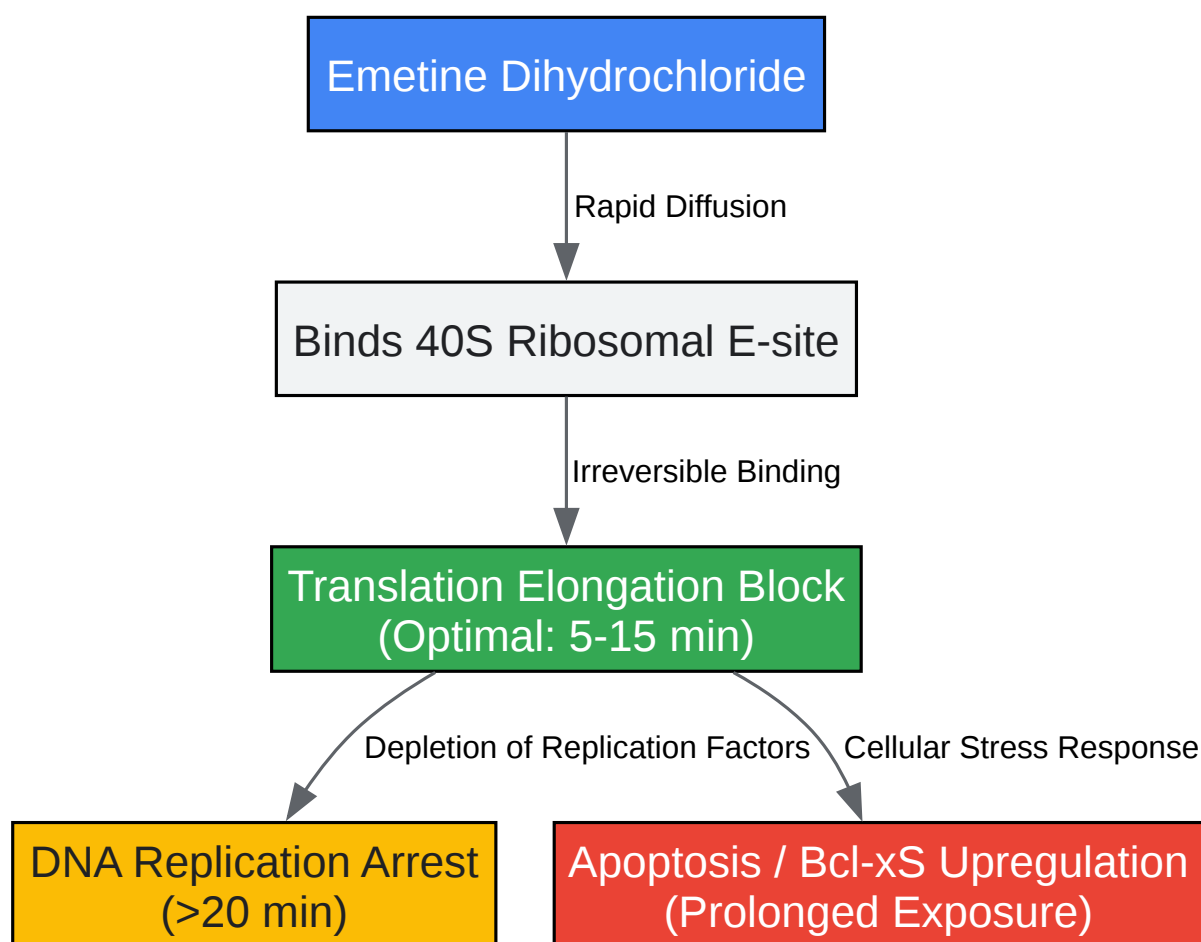 Emetine Dihydrochloride
Rapid Diffusion
Binds 40S Ribosomal E-site
Irreversible Binding
Translation Elongation Block
(Optimal: 5-15 min)
Depletion of Replication Factors
Cellular Stress Response
DNA Replication Arrest
(>20 min)
Apoptosis / Bcl-xS Upregulation
(Prolonged Exposure)